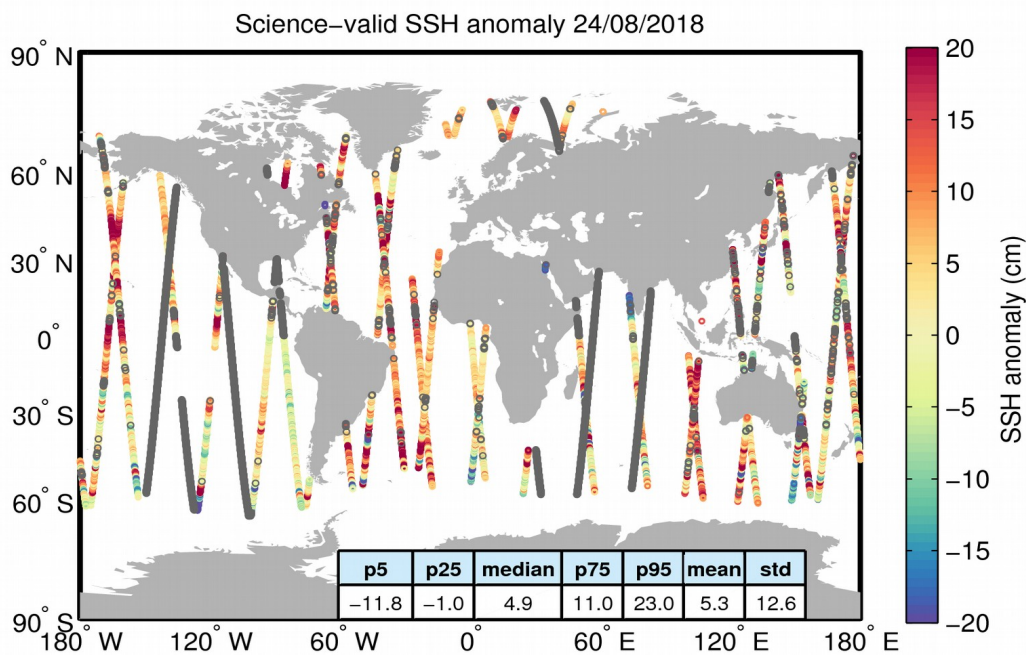 Science−valid SSH anomaly 24/08/2018
90° N
60° N
30° N
0°
30° S
60° S
90° S
180° W
120° W
60° W
0°
60° E
120° E
180° E
p5 p25 median p75 p95 mean std
−11.8 −1.0 4.9 11.0 23.0 5.3 12.6
20
15
10
5
0
−5
−10
−15
−20
SSH anomaly (cm)